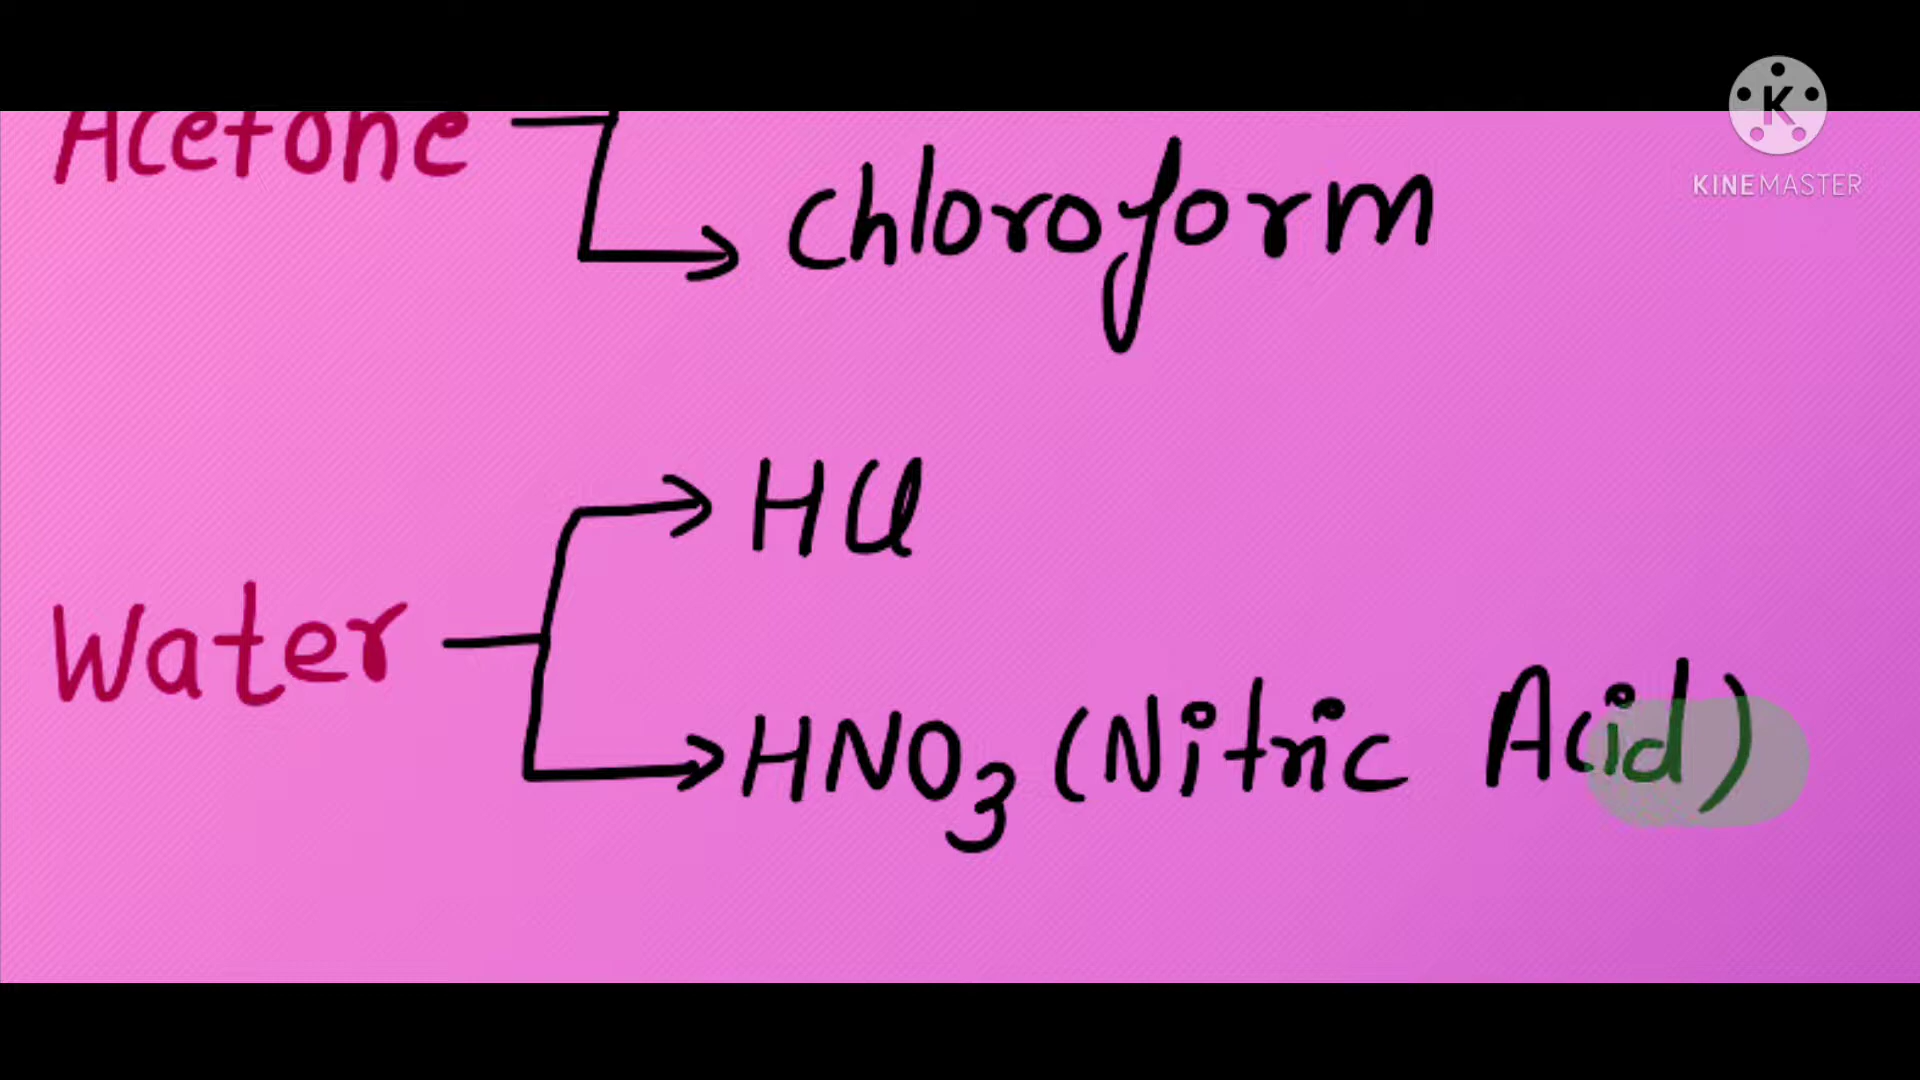 Acetone
chloroform
KINEMASTER
HCl
Water
HNO3 (Nitric Acid)